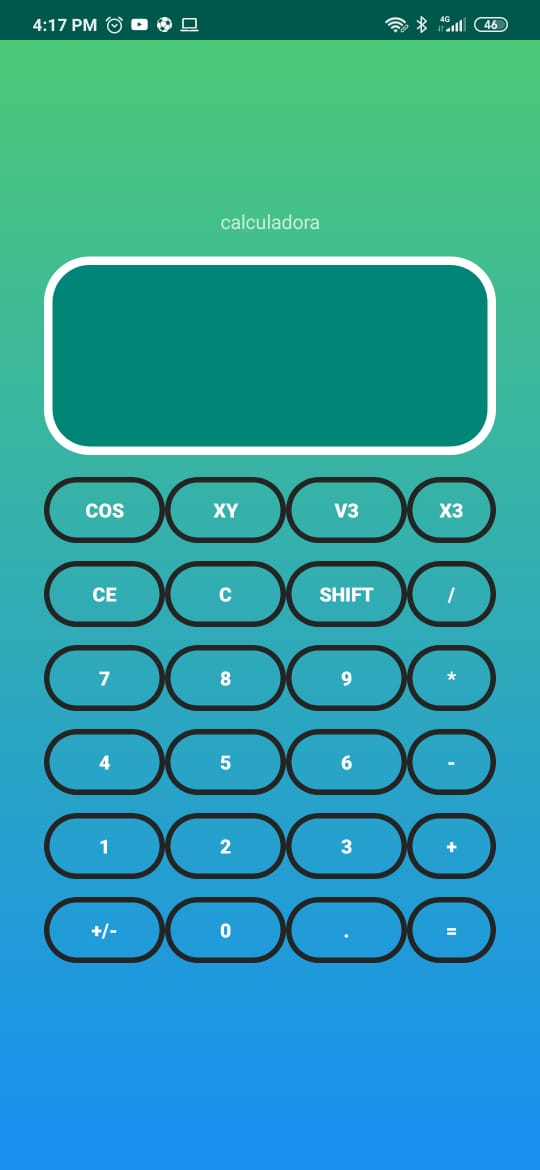 4:17 PM 4G 46
calculadora
COS XY V3 X3
CE C SHIFT /
7 8 9 *
4 5 6 -
1 2 3 +
+/- 0 . =